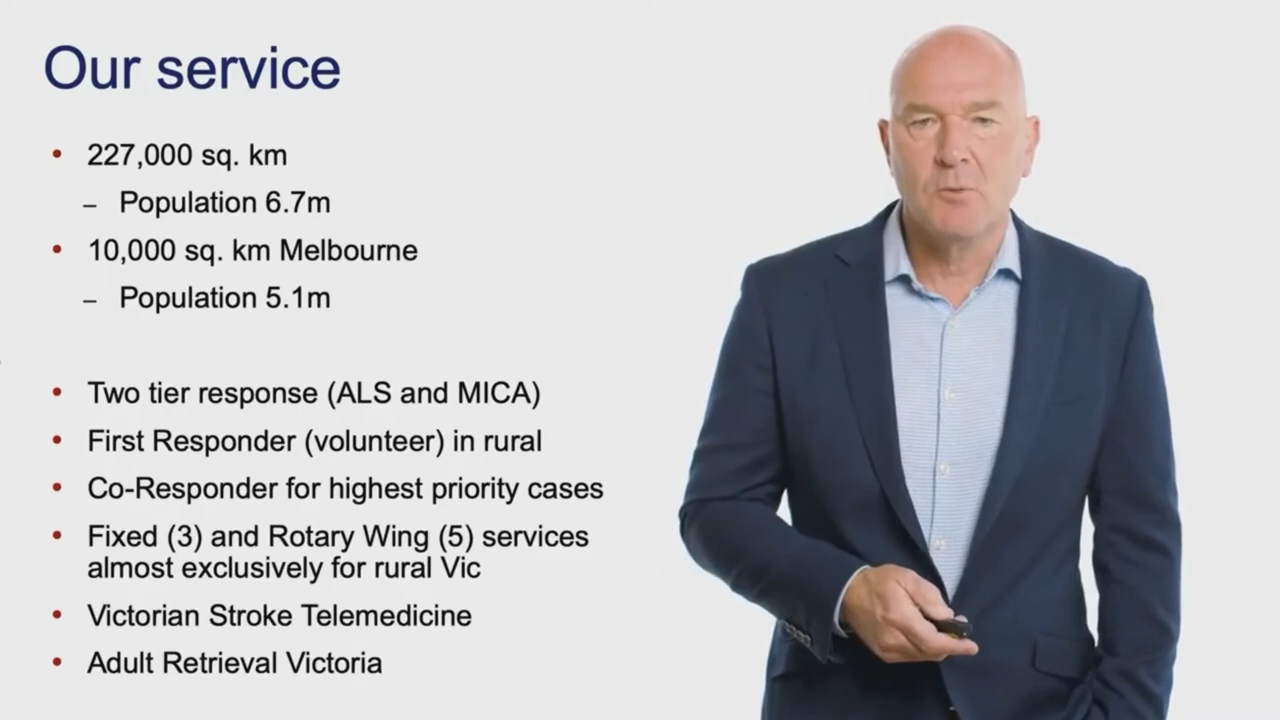 Our service
• 227,000 sq. km
– Population 6.7m
• 10,000 sq. km Melbourne
– Population 5.1m
• Two tier response (ALS and MICA)
• First Responder (volunteer) in rural
• Co-Responder for highest priority cases
• Fixed (3) and Rotary Wing (5) services
almost exclusively for rural Vic
• Victorian Stroke Telemedicine
• Adult Retrieval Victoria